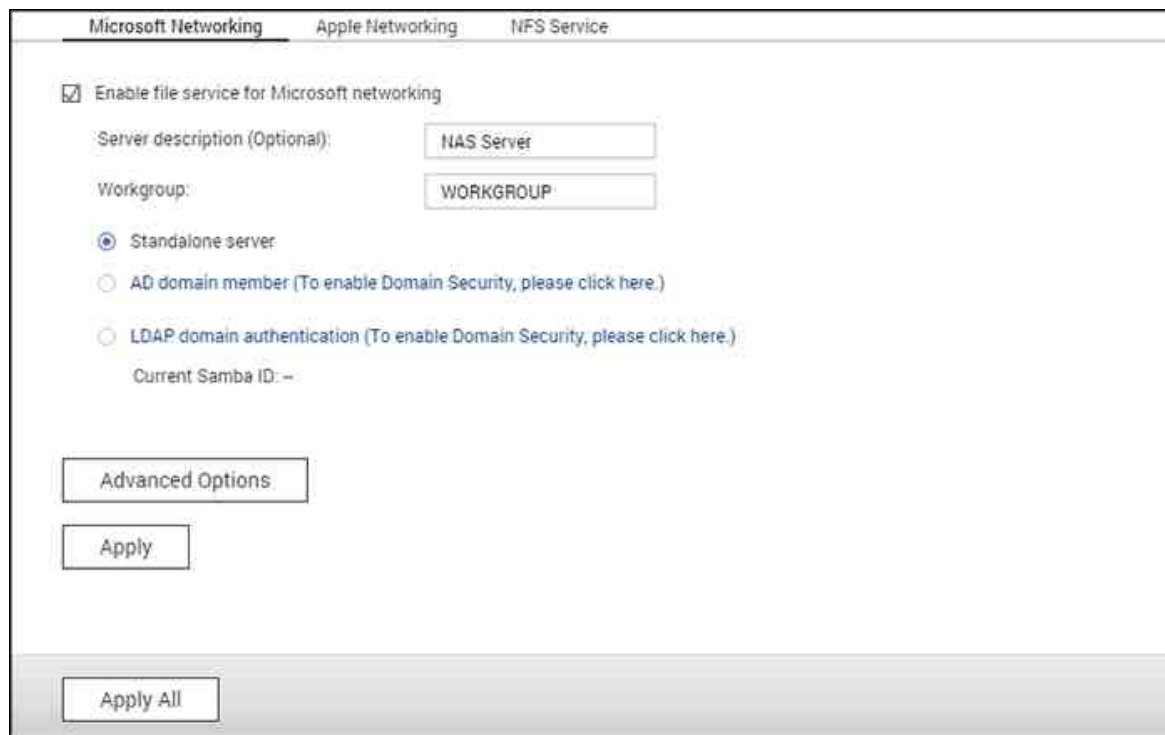 Microsoft Networking Apple Networking NFS Service
Enable file service for Microsoft networking
Server description (Optional): NAS Server
Workgroup: WORKGROUP
Standalone server
AD domain member (To enable Domain Security, please click here.)
LDAP domain authentication (To enable Domain Security, please click here.)
Current Samba ID: --
Advanced Options
Apply
Apply All